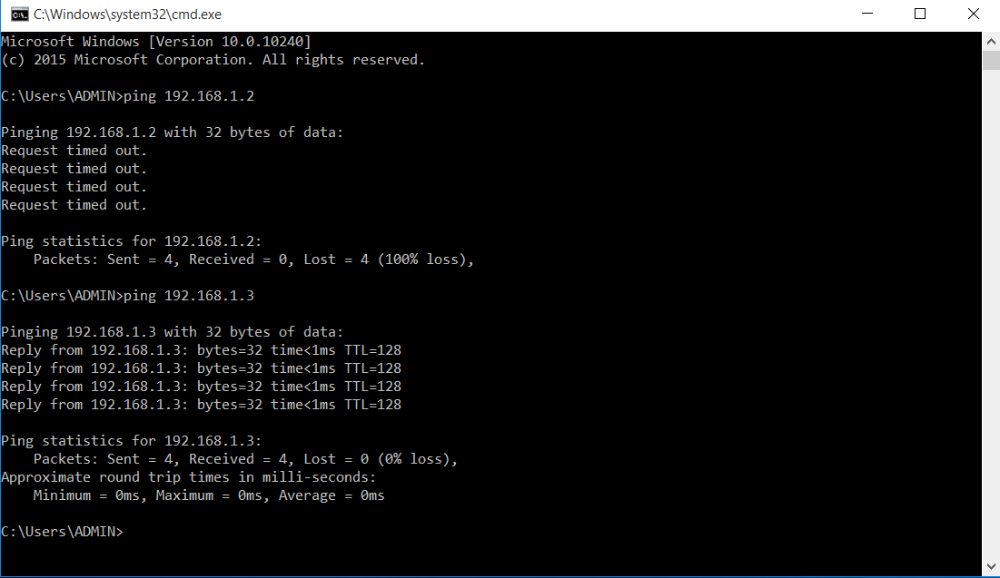 C:\Windows\system32\cmd.exe
Microsoft Windows [Version 10.0.10240]
(c) 2015 Microsoft Corporation. All rights reserved.
C:\Users\ADMIN>ping 192.168.1.2
Pinging 192.168.1.2 with 32 bytes of data:
Request timed out.
Request timed out.
Request timed out.
Request timed out.
Ping statistics for 192.168.1.2:
    Packets: Sent = 4, Received = 0, Lost = 4 (100% loss),
C:\Users\ADMIN>ping 192.168.1.3
Pinging 192.168.1.3 with 32 bytes of data:
Reply from 192.168.1.3: bytes=32 time<1ms TTL=128
Reply from 192.168.1.3: bytes=32 time<1ms TTL=128
Reply from 192.168.1.3: bytes=32 time<1ms TTL=128
Reply from 192.168.1.3: bytes=32 time<1ms TTL=128
Ping statistics for 192.168.1.3:
    Packets: Sent = 4, Received = 4, Lost = 0 (0% loss),
Approximate round trip times in milli-seconds:
    Minimum = 0ms, Maximum = 0ms, Average = 0ms
C:\Users\ADMIN>